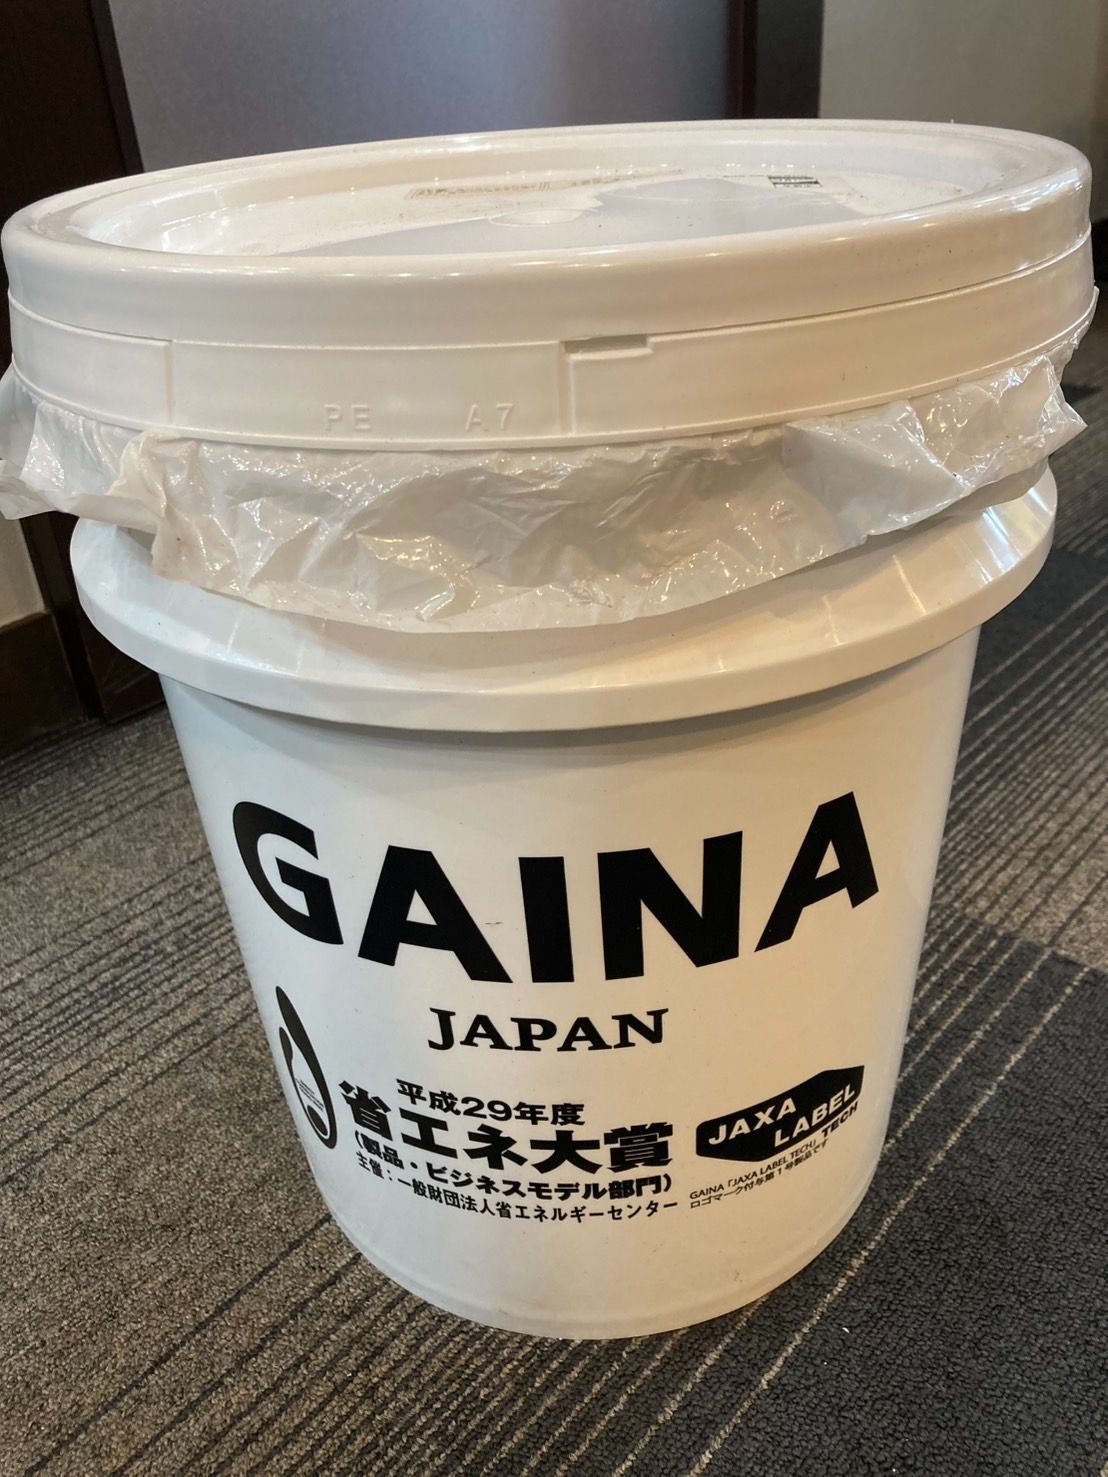 PE A7
GAINA
JAPAN
平成29年度
省エネ大賞
(製品・ビジネスモデル部門)
主催：一般財団法人省エネルギーセンター
JAXA
LABEL
TECH
GAINA「JAXA LABEL TECH」
ロゴマーク付与第1号製品です